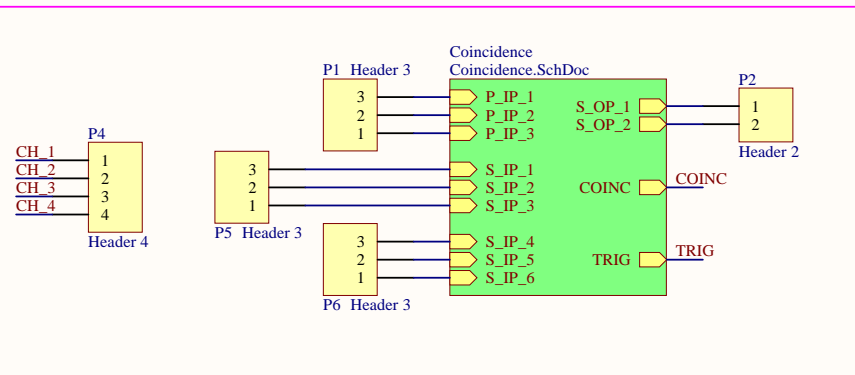 Coincidence
Coincidence.SchDoc
P1 Header 3
3
2
1
P_IP_1
P_IP_2
P_IP_3
S_OP_1
S_OP_2
P2
1
2
Header 2
P4
CH_1
CH_2
CH_3
CH_4
1
2
3
4
Header 4
3
2
1
P5 Header 3
S_IP_1
S_IP_2
S_IP_3
COINC
COINC
3
2
1
P6 Header 3
S_IP_4
S_IP_5
S_IP_6
TRIG
TRIG